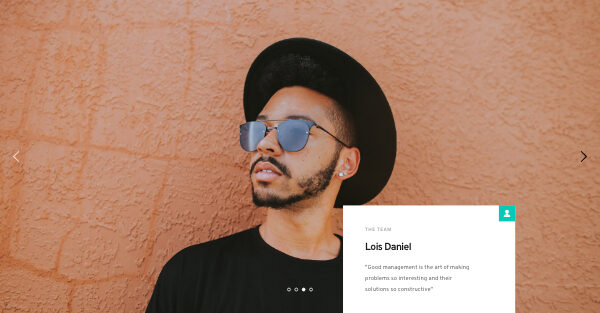 THE TEAM
Lois Daniel
"Good management is the art of making
problems so interesting and their
solutions so constructive"